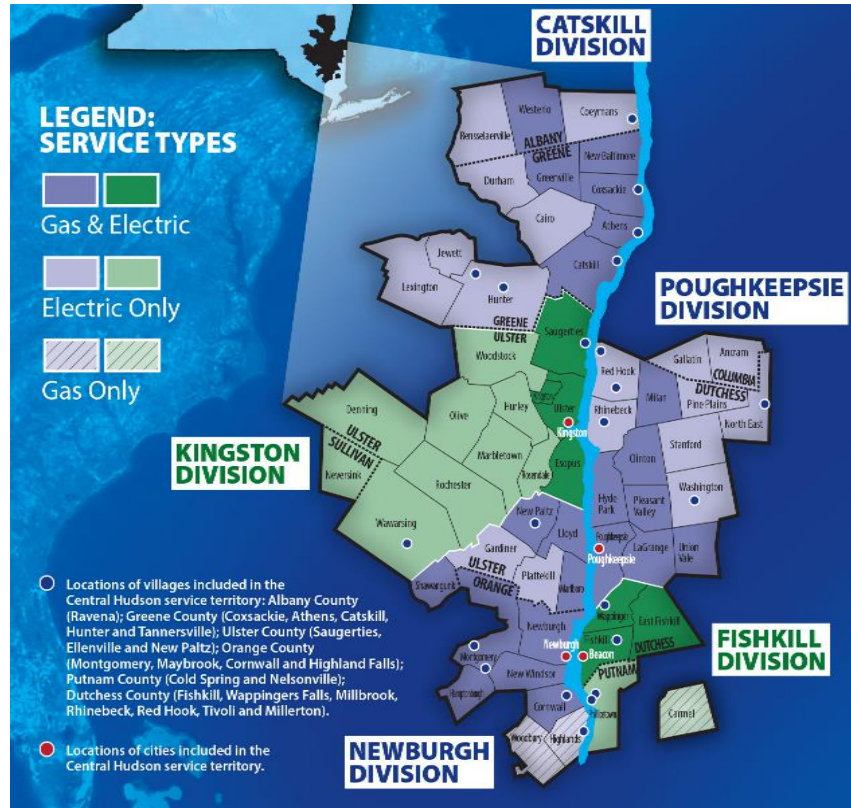 CATSKILL
DIVISION
LEGEND:
SERVICE TYPES
Gas & Electric
Electric Only
Gas Only
Westerlo
Coeymans
Rensselaerville
ALBANY
GREENE
New Baltimore
Durham
Greenville
Coxsackie
Cairo
Athens
Jewett
Catskill
Lexington
Hunter
GREENE
ULSTER
POUGHKEEPSIE
DIVISION
Saugerties
Woodstock
Gallatin
Ancram
Red Hook
COLUMBIA
DUTCHESS
Rhinebeck
Milan
Pine Plains
North East
Denning
Olive
Hurley
Ulster
Kingston
Stanford
KINGSTON
DIVISION
ULSTER
SULLIVAN
Neversink
Marbletown
Esopus
Clinton
Rochester
Rosendale
Washington
Hyde
Park
Pleasant
Valley
Wawarsing
New Paltz
Lloyd
Poughkeepsie
Poughkeepsie
LaGrange
Union
Vale
Gardiner
ULSTER
ORANGE
Plattekill
Marlboro
Shawangunk
Locations of villages included in the
Central Hudson service territory: Albany County
(Ravena); Greene County (Coxsackie, Athens, Catskill,
Hunter and Tannersville); Ulster County (Saugerties,
Ellenville and New Paltz); Orange County
(Montgomery, Maybrook, Cornwall and Highland Falls);
Putnam County (Cold Spring and Nelsonville);
Dutchess County (Fishkill, Wappingers Falls, Millbrook,
Rhinebeck, Red Hook, Tivoli and Millerton).
Locations of cities included in the
Central Hudson service territory.
Wappinger
East Fishkill
Newburgh
Fishkill
DUTCHESS
FISHKILL
DIVISION
Newburgh
Beacon
Montgomery
New Windsor
PUTNAM
Hamptonburgh
Cornwall
Philipstown
Carmel
Woodbury
Highlands
NEWBURGH
DIVISION